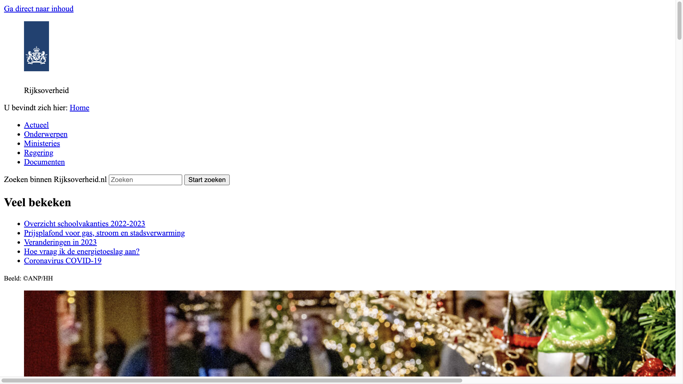 Ga direct naar inhoud
Rijksoverheid
U bevindt zich hier: Home
Actueel
Onderwerpen
Ministeries
Regering
Documenten
Zoeken binnen Rijksoverheid.nl Zoeken Start zoeken
Veel bekeken
Overzicht schoolvakanties 2022-2023
Prijsplafond voor gas, stroom en stadsverwarming
Veranderingen in 2023
Hoe vraag ik de energietoeslag aan?
Coronavirus COVID-19
Beeld: ©ANP/HH